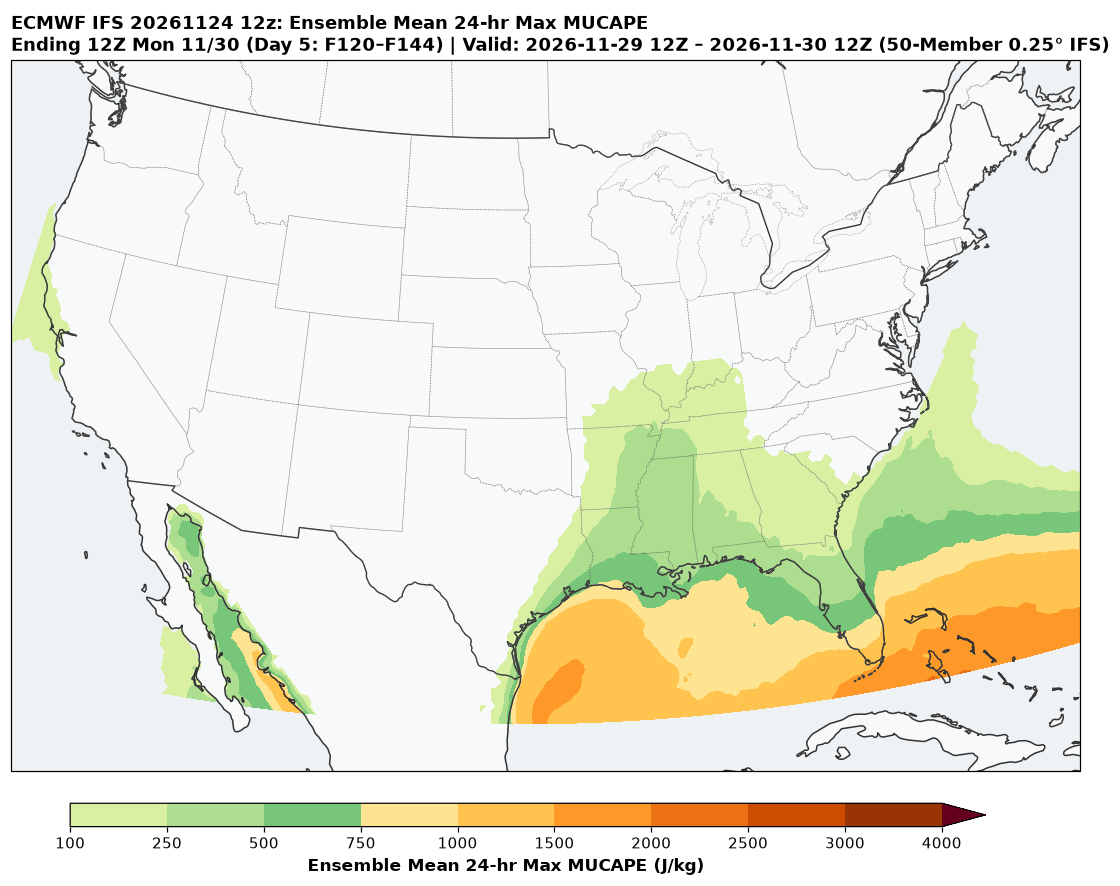 ECMWF IFS 20261124 12z: Ensemble Mean 24-hr Max MUCAPE
Ending 12Z Mon 11/30 (Day 5: F120–F144) | Valid: 2026-11-29 12Z – 2026-11-30 12Z (50-Member 0.25° IFS)
100 250 500 750 1000 1500 2000 2500 3000 4000
Ensemble Mean 24-hr Max MUCAPE (J/kg)